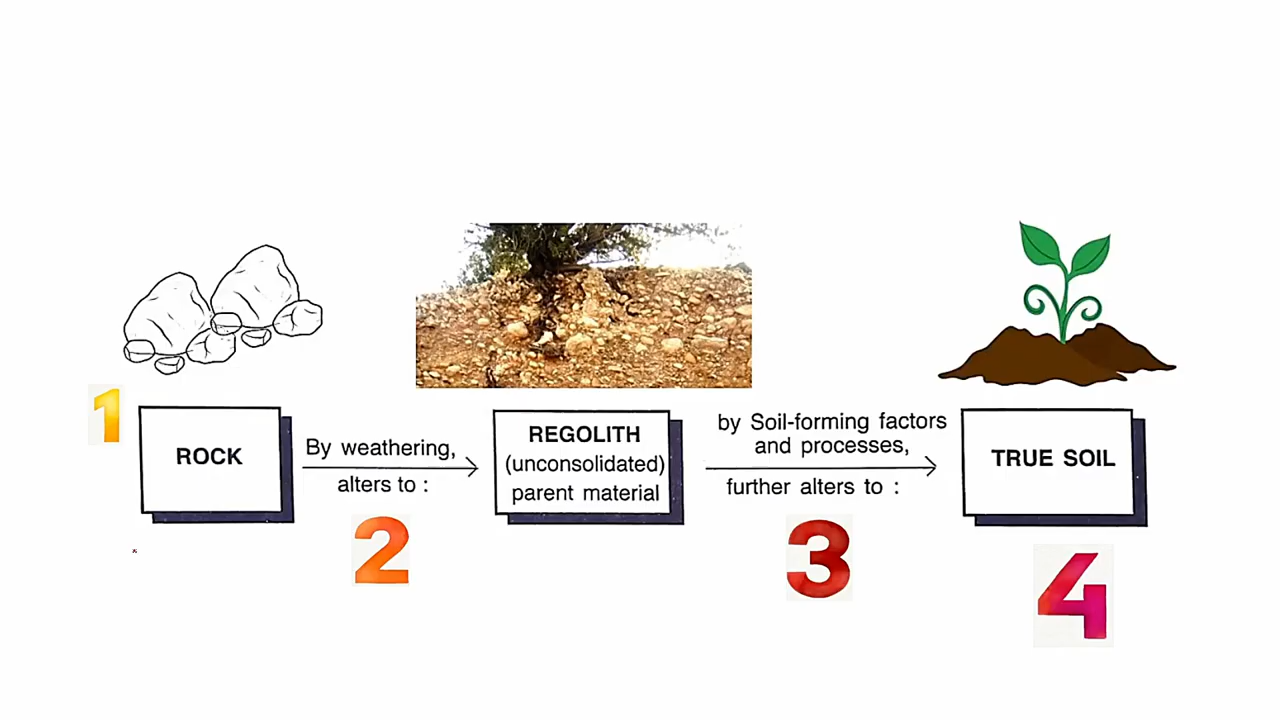 1
ROCK
By weathering,
alters to :
2
REGOLITH
(unconsolidated)
parent material
by Soil-forming factors
and processes,
further alters to :
3
TRUE SOIL
4